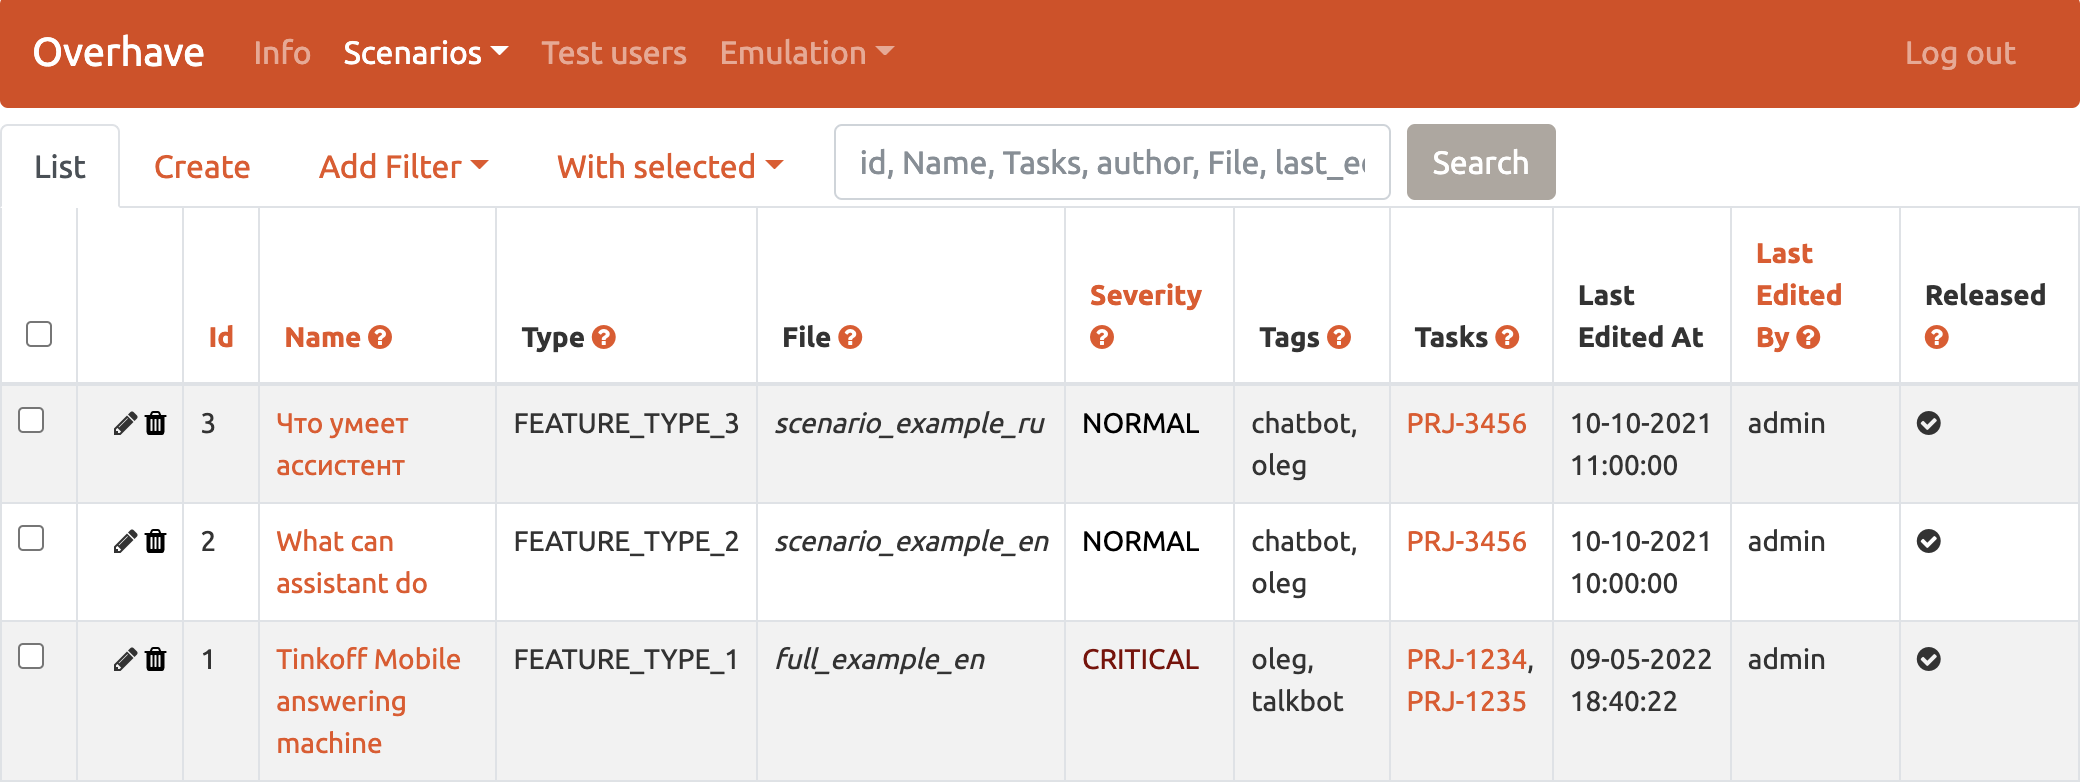 Overhave Info Scenarios Test users Emulation Log out
List Create Add Filter With selected id, Name, Tasks, author, File, Search
Id Name Type File Severity Tags Tasks Last Edited At Last Edited By Released
3 Что умеет ассистент FEATURE_TYPE_3 scenario_example_ru NORMAL chatbot, oleg PRJ-3456 10-10-2021 11:00:00 admin
2 What can assistant do FEATURE_TYPE_2 scenario_example_en NORMAL chatbot, oleg PRJ-3456 10-10-2021 10:00:00 admin
1 Tinkoff Mobile answering machine FEATURE_TYPE_1 full_example_en CRITICAL oleg, talkbot PRJ-1234, PRJ-1235 09-05-2022 18:40:22 admin